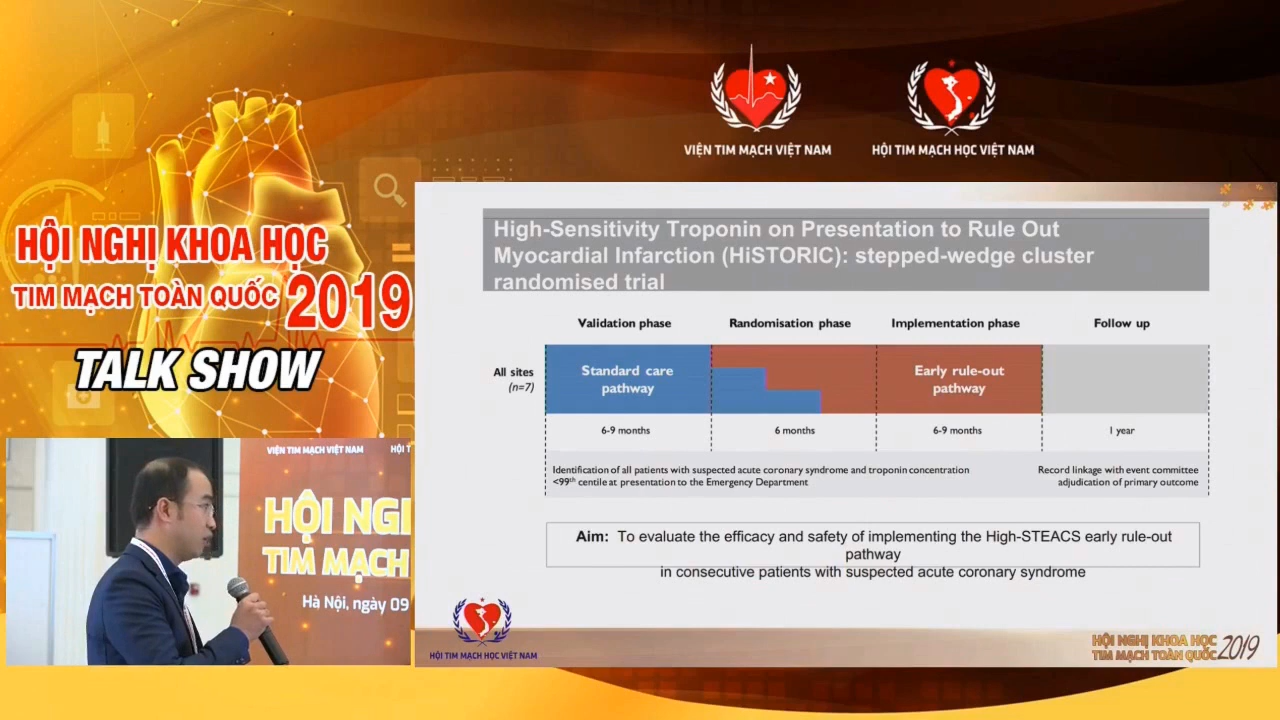 VIỆN TIM MẠCH VIỆT NAM
HỘI TIM MẠCH HỌC VIỆT NAM
HỘI NGHỊ KHOA HỌC
TIM MẠCH TOÀN QUỐC 2019
TALK SHOW
High-Sensitivity Troponin on Presentation to Rule Out
Myocardial Infarction (HiSTORIC): stepped-wedge cluster
randomised trial
Validation phase
Randomisation phase
Implementation phase
Follow up
All sites
(n=7)
Standard care
pathway
Early rule-out
pathway
6-9 months
6 months
6-9 months
1 year
Identification of all patients with suspected acute coronary syndrome and troponin concentration
<99th centile at presentation to the Emergency Department
Record linkage with event committee
adjudication of primary outcome
Aim: To evaluate the efficacy and safety of implementing the High-STEACS early rule-out
pathway
in consecutive patients with suspected acute coronary syndrome
HỘI TIM MẠCH HỌC VIỆT NAM
HỘI NGHỊ KHOA HỌC
TIM MẠCH TOÀN QUỐC 2019
VIỆN TIM MẠCH VIỆT NAM
HỘI T
HỘI NGH
TIM MẠCH
Hà Nội, ngày 09